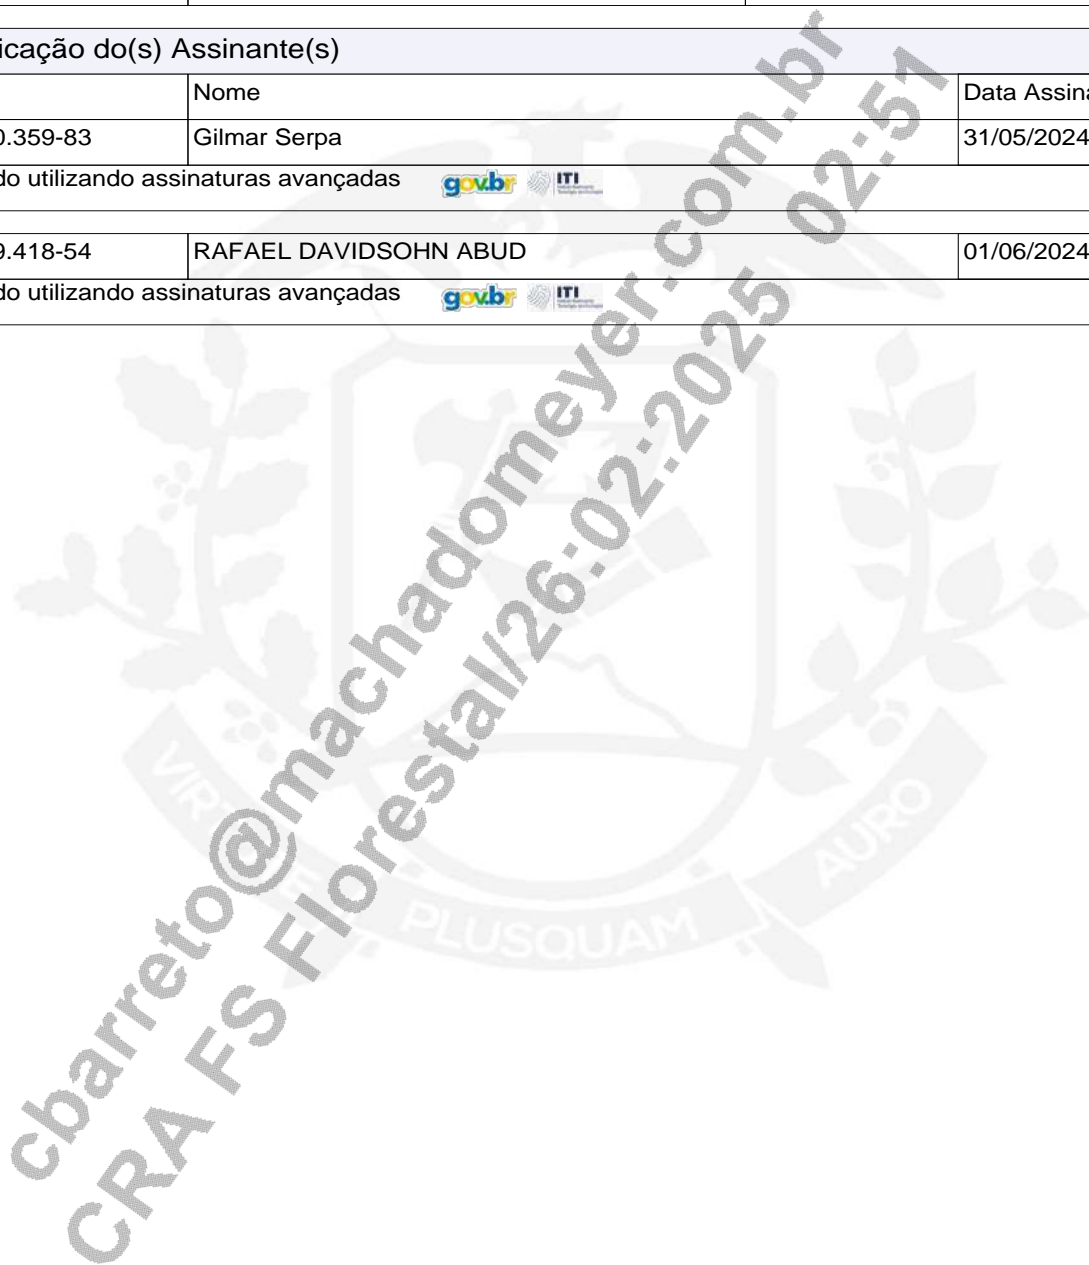 icação do(s) Assinante(s)
Nome
Data Assina
0.359-83
Gilmar Serpa
31/05/2024
do utilizando assinaturas avançadas
gov.br
ITI
9.418-54
RAFAEL DAVIDSOHN ABUD
01/06/2024
do utilizando assinaturas avançadas
gov.br
ITI
cbarreto@machadomeyer.com.br
CRA FS Florestal/26:02:2025 02:51
PLUSQUAM
AURO